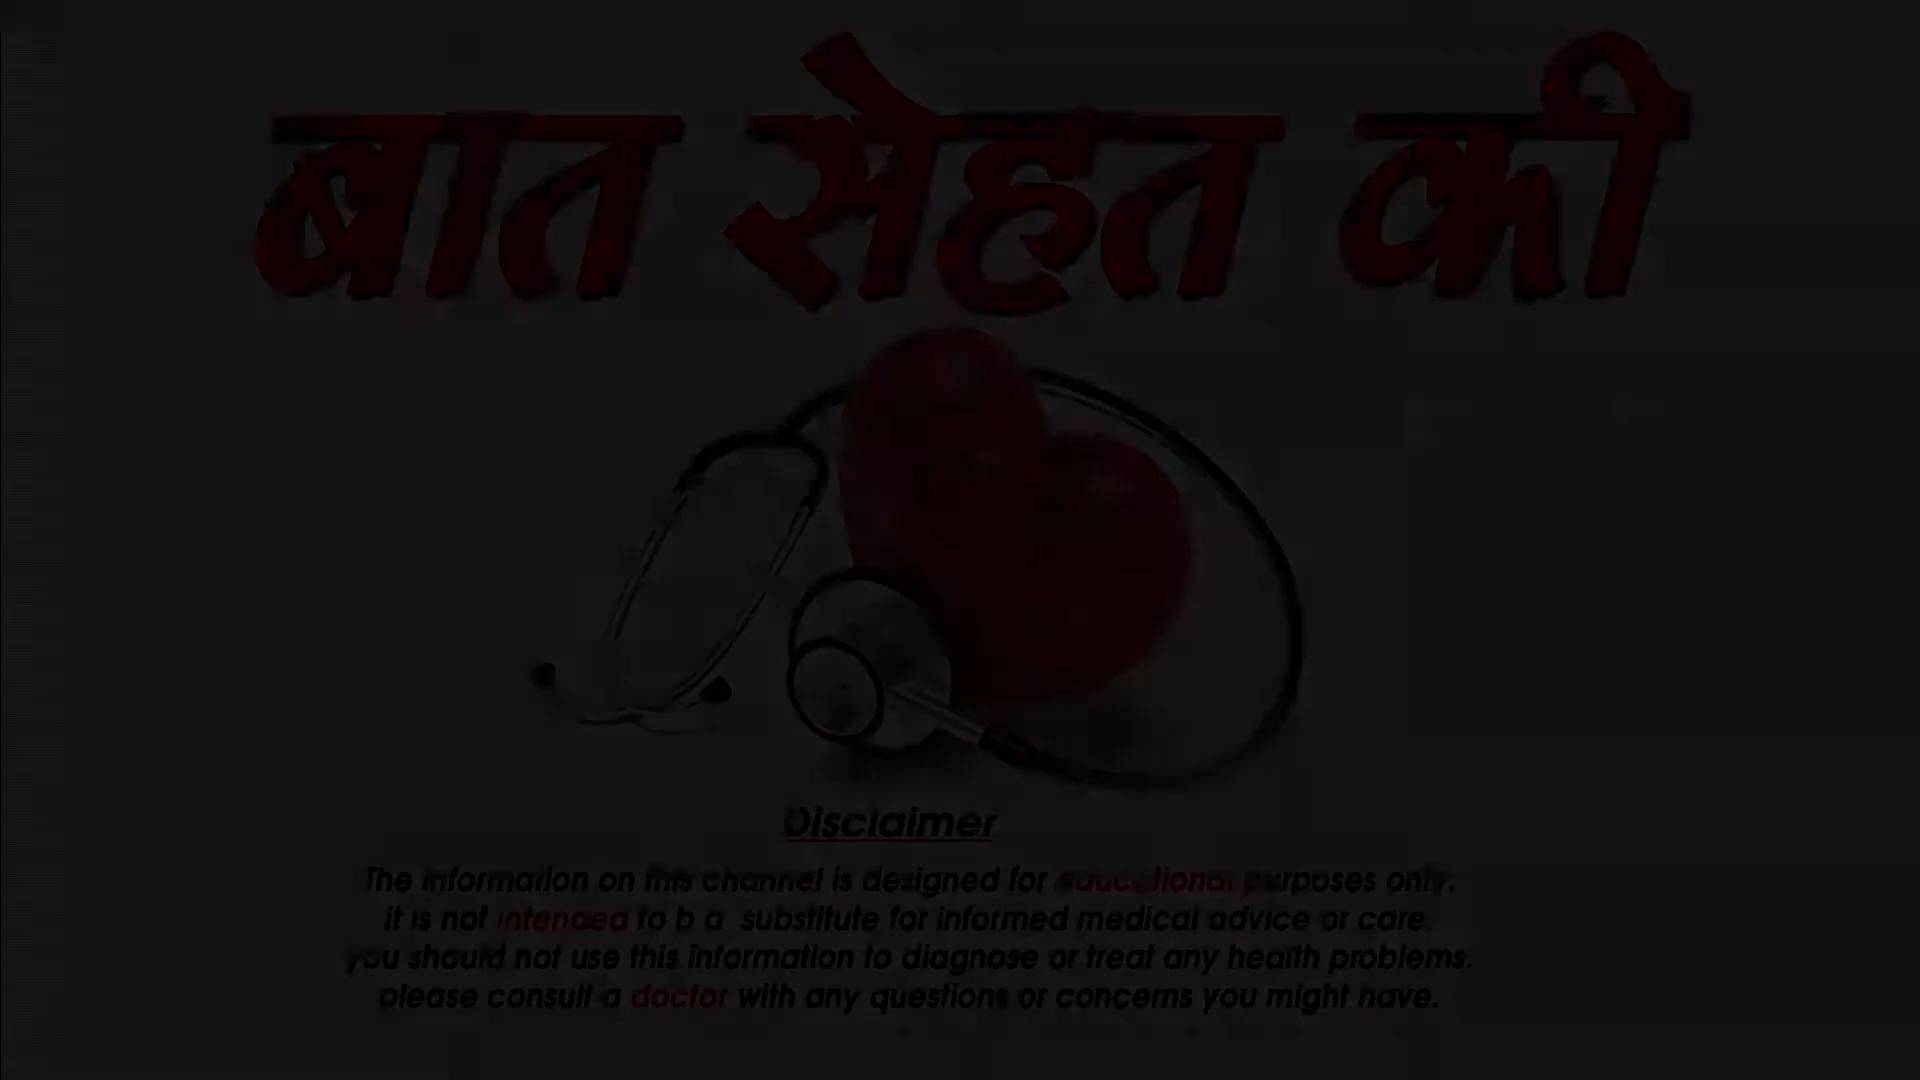 बात सेहत की
Disclaimer
The information on this channel is designed for educational purposes only.
it is not intended to b a substitute for informed medical advice or care.
you should not use this information to diagnose or treat any health problems.
please consult a doctor with any questions or concerns you might have.